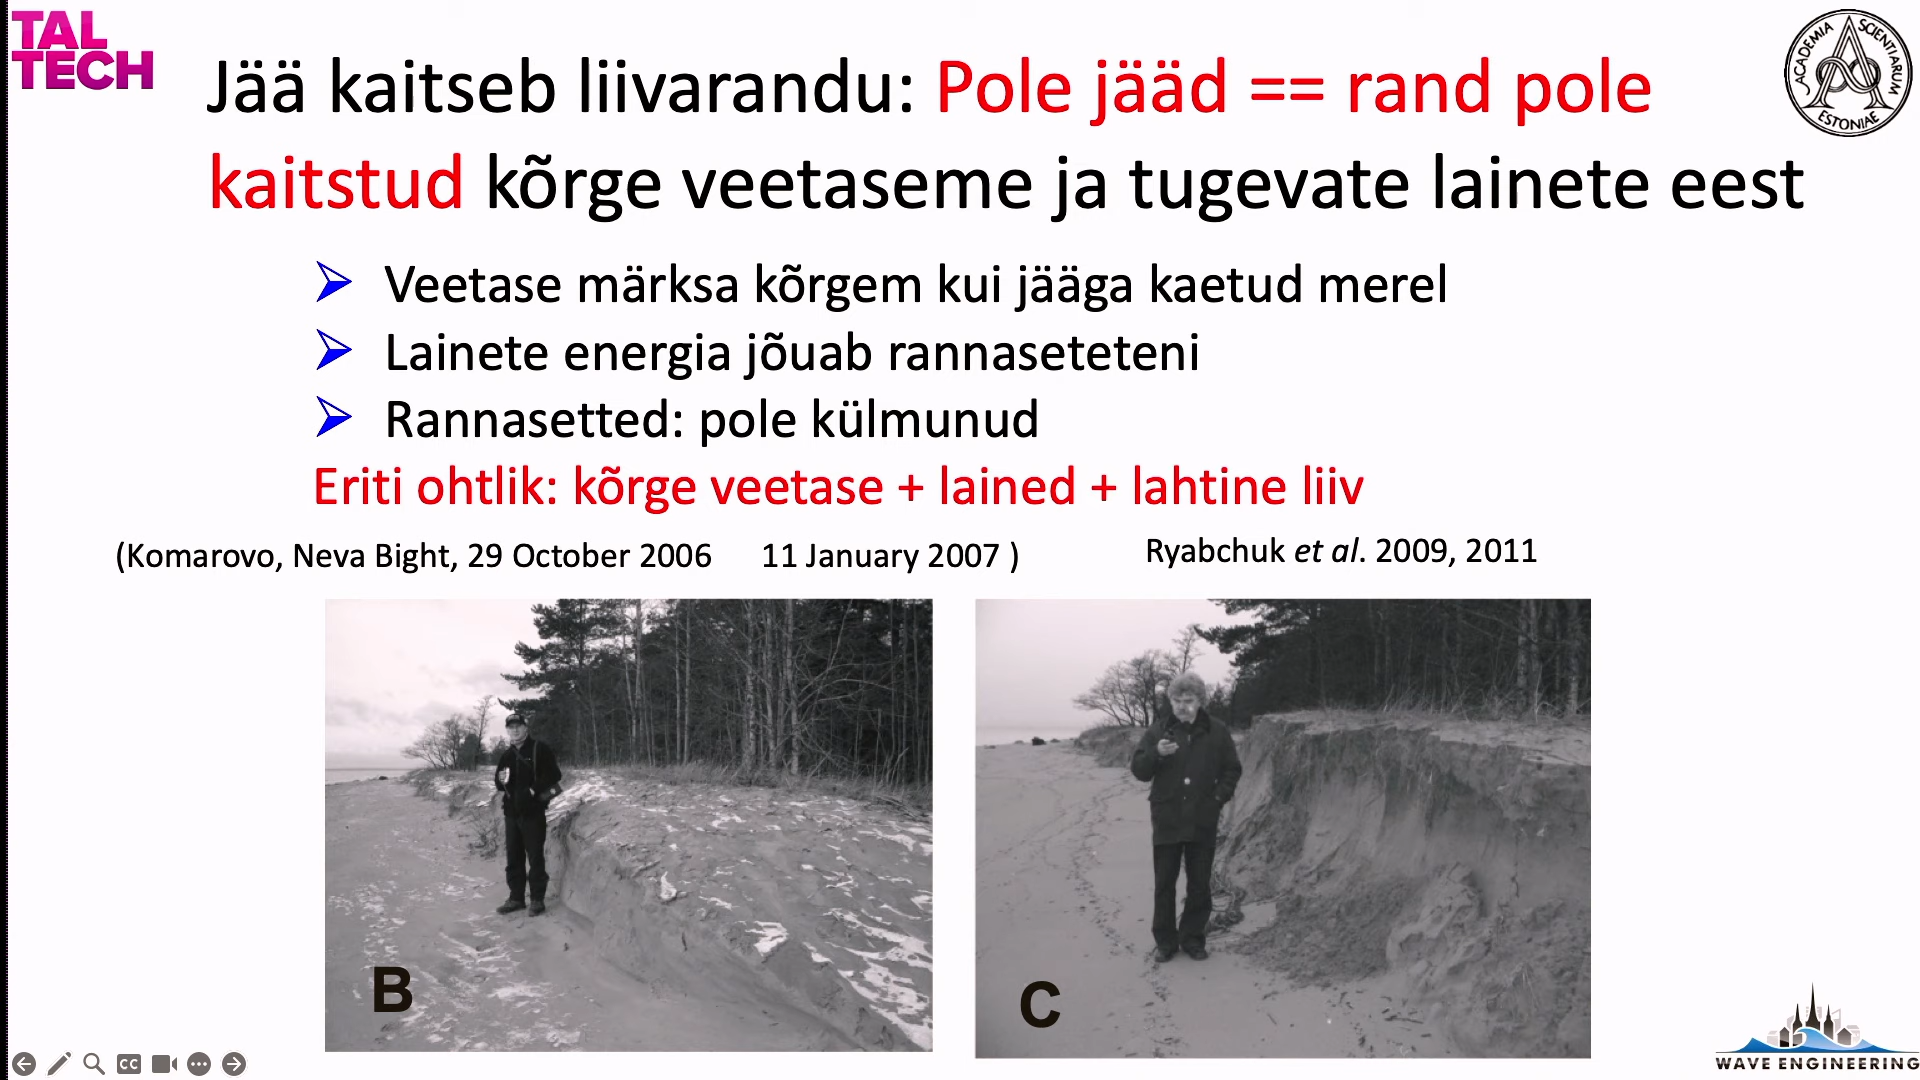 TAL
TECH
Jää kaitseb liivarandu: Pole jääd == rand pole
kaitstud kõrge veetaseme ja tugevate lainete eest
ACADEMIA SCIENTIARUM
ESTONIAE
Veetase märksa kõrgem kui jääga kaetud merel
Lainete energia jõuab rannaseteteni
Rannasetted: pole külmunud
Eriti ohtlik: kõrge veetase + lained + lahtine liiv
(Komarovo, Neva Bight, 29 October 2006 11 January 2007 )
Ryabchuk et al. 2009, 2011
B
C
WAVE ENGINEERING
CC